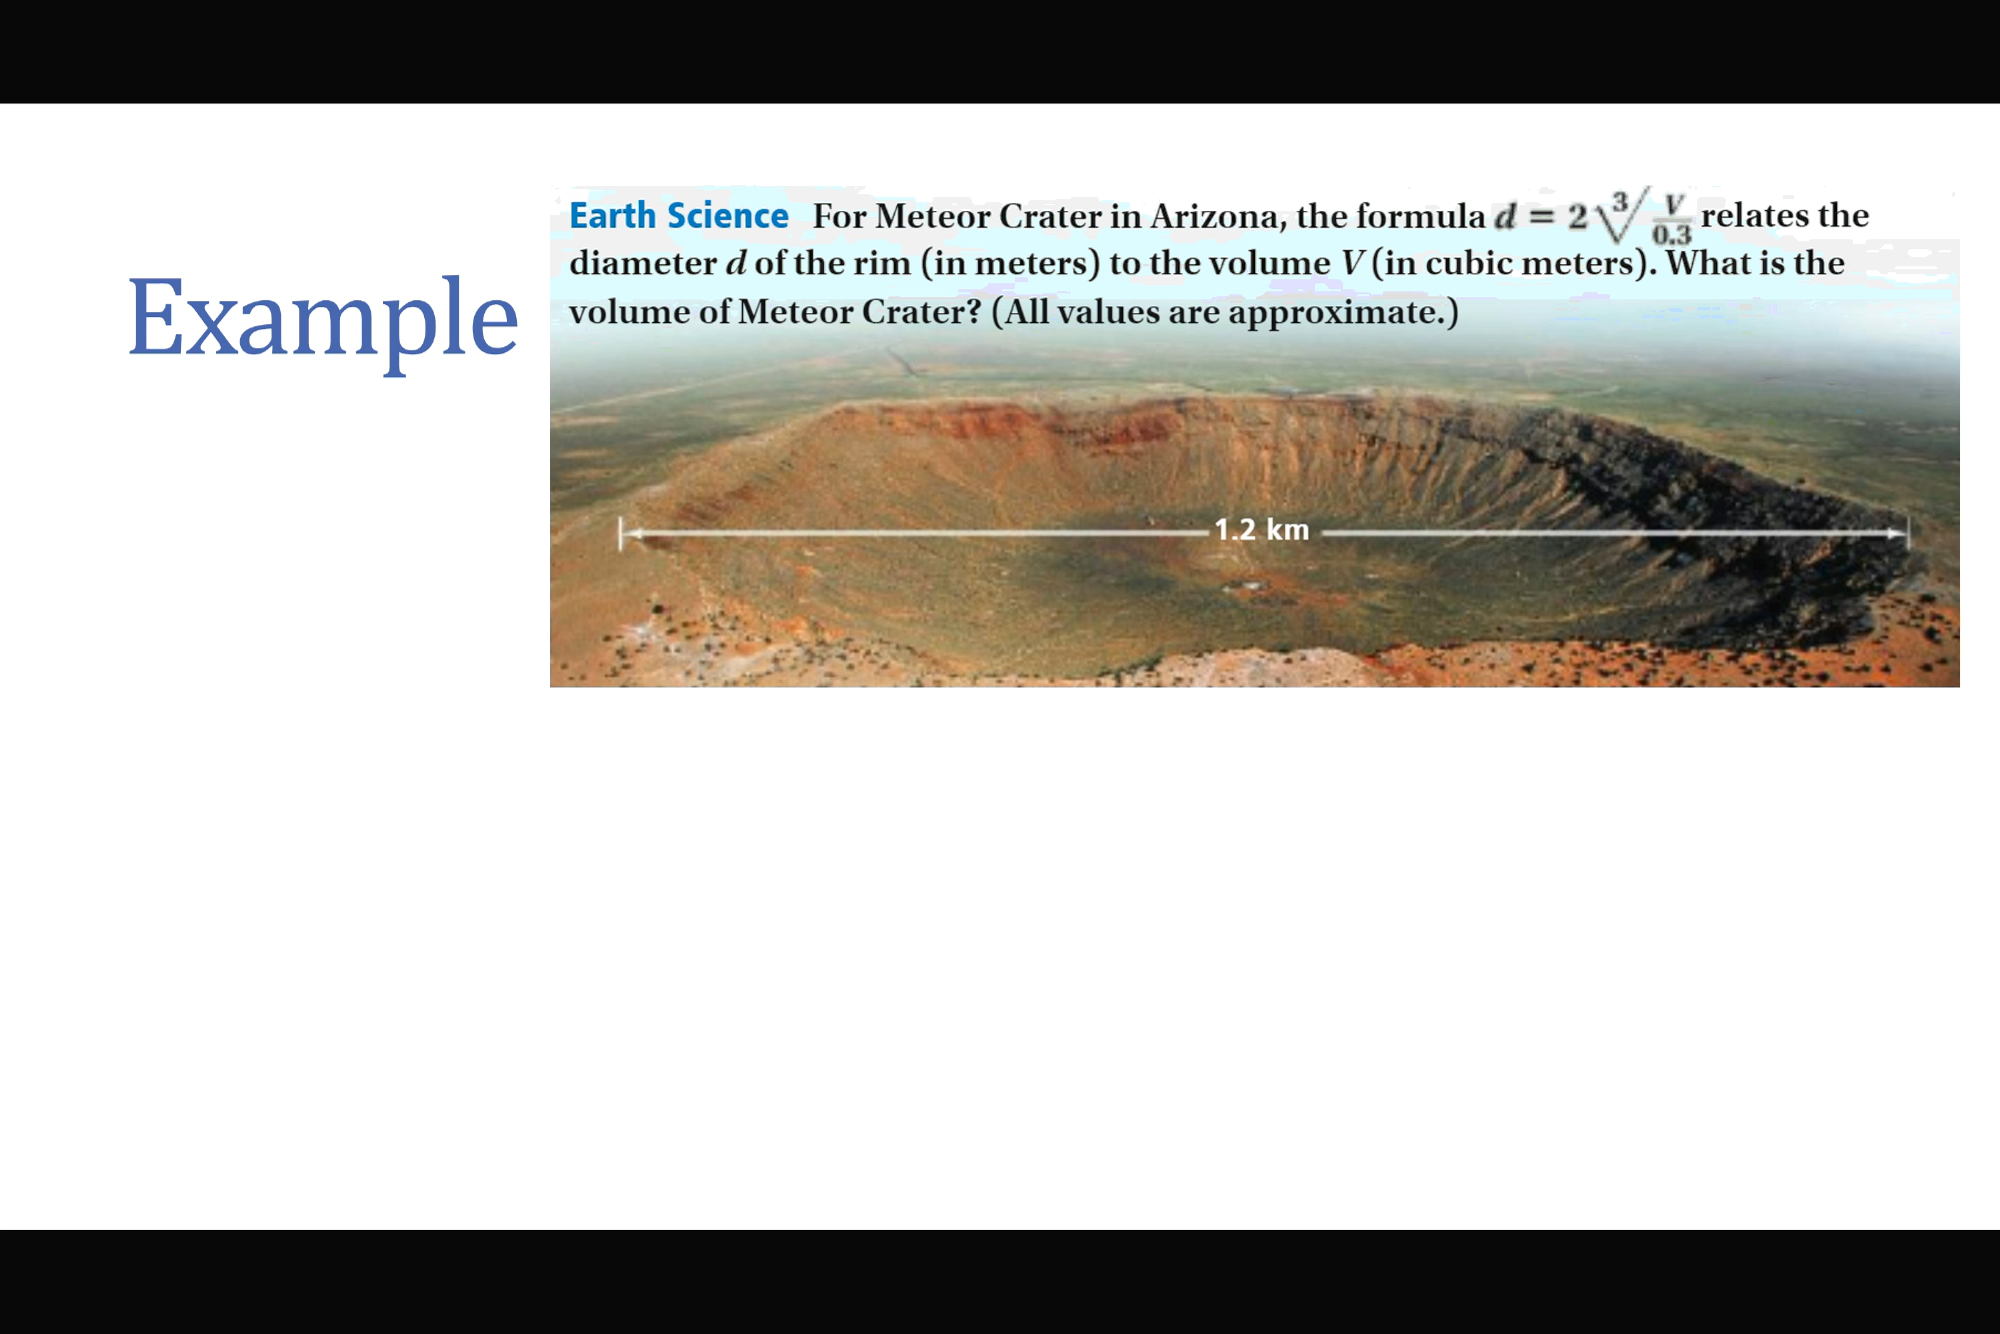 Example
Earth Science For Meteor Crater in Arizona, the formula d = 2∛(V/0.3) relates the
diameter d of the rim (in meters) to the volume V (in cubic meters). What is the
volume of Meteor Crater? (All values are approximate.)
1.2 km